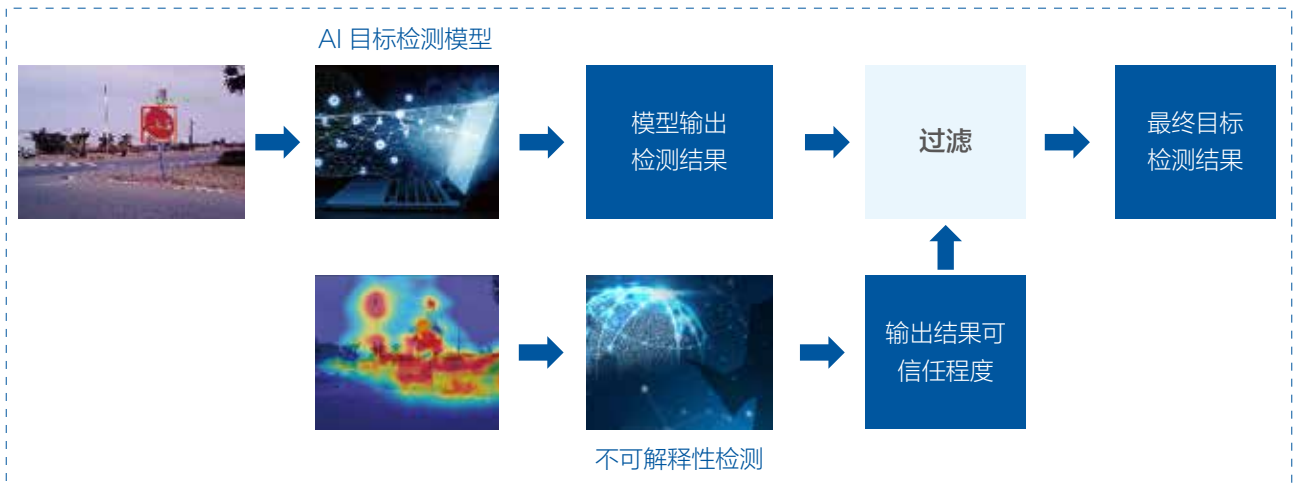 AI 目标检测模型
模型输出
检测结果
过滤
最终目标
检测结果
输出结果可
信任程度
不可解释性检测